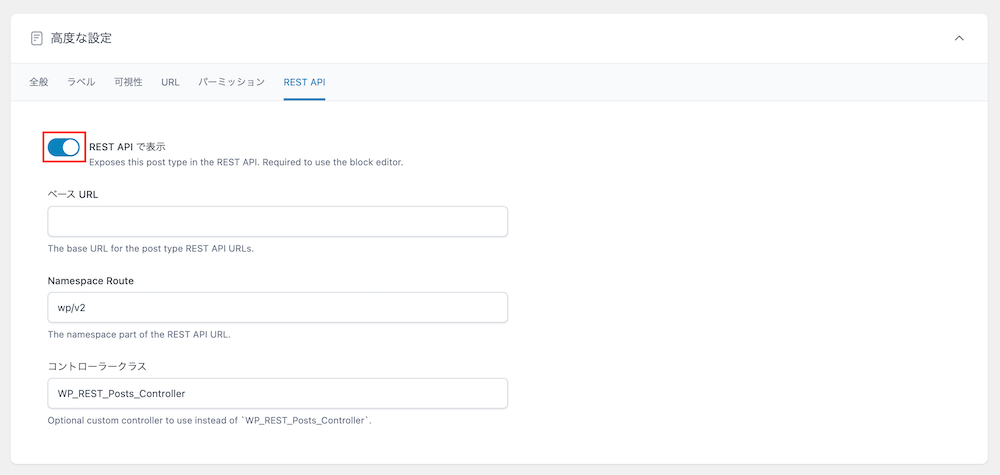 高度な設定
全般 ラベル 可視性 URL パーミッション REST API
REST API で表示
Exposes this post type in the REST API. Required to use the block editor.
ベース URL
The base URL for the post type REST API URLs.
Namespace Route
wp/v2
The namespace part of the REST API URL.
コントローラークラス
WP_REST_Posts_Controller
Optional custom controller to use instead of `WP_REST_Posts_Controller`.